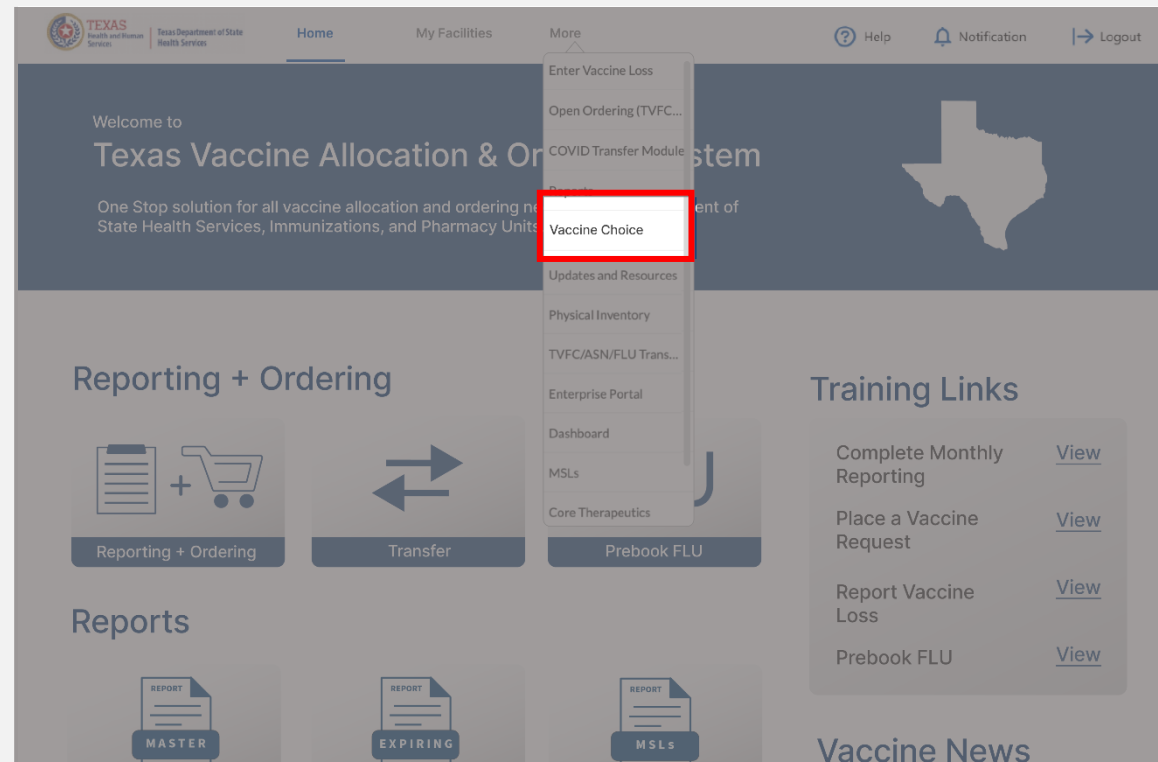 TEXAS
Health and Human
Services
Texas Department of State
Health Services
Home
My Facilities
More
Help
Notification
Logout
Enter Vaccine Loss
Open Ordering (TVFC...
COVID Transfer Module
Reports
Vaccine Choice
Updates and Resources
Physical Inventory
TVFC/ASN/FLU Trans...
Enterprise Portal
Dashboard
MSLs
Core Therapeutics
Welcome to
Texas Vaccine Allocation & Or stem
One Stop solution for all vaccine allocation and ordering ne ent of
State Health Services, Immunizations, and Pharmacy Units
Reporting + Ordering
Reporting + Ordering
Transfer
Prebook FLU
Training Links
Complete Monthly View
Reporting
Place a Vaccine View
Request
Report Vaccine View
Loss
Prebook FLU View
Reports
REPORT
MASTER
REPORT
EXPIRING
REPORT
MSLs
Vaccine News